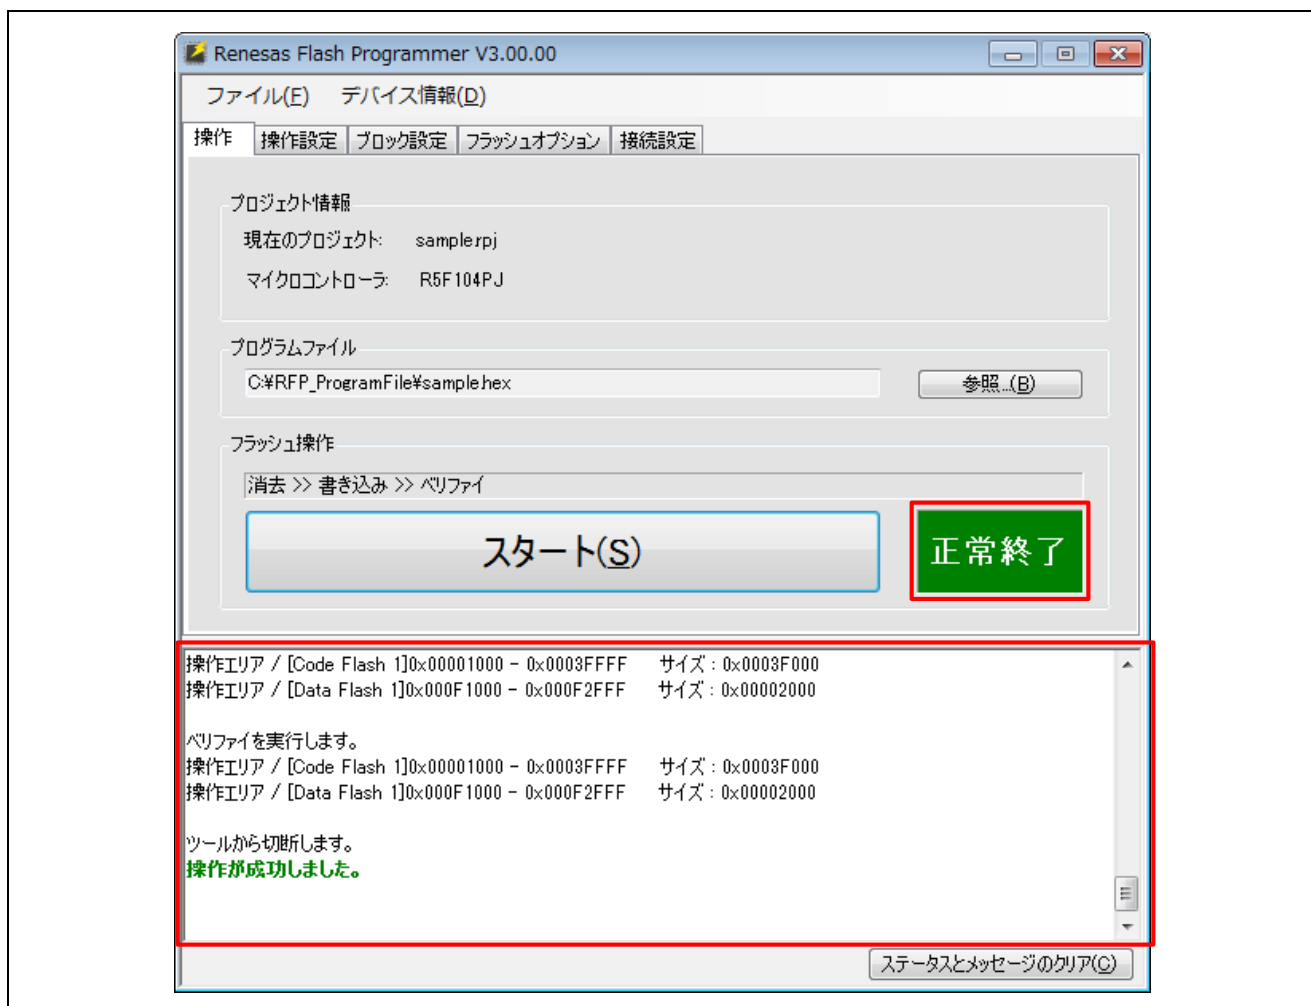 Renesas Flash Programmer V3.00.00
ファイル(F) デバイス情報(D)
操作 操作設定 ブロック設定 フラッシュオプション 接続設定
プロジェクト情報
現在のプロジェクト: sample.rpj
マイクロコントローラ: R5F104PJ
プログラムファイル
C:¥RFP_ProgramFile¥sample.hex 参照...(B)
フラッシュ操作
消去 >> 書き込み >> ベリファイ
スタート(S) 正常終了
操作エリア / [Code Flash 1]0x00001000 - 0x0003FFFF サイズ : 0x0003F000
操作エリア / [Data Flash 1]0x000F1000 - 0x000F2FFF サイズ : 0x00002000
ベリファイを実行します。
操作エリア / [Code Flash 1]0x00001000 - 0x0003FFFF サイズ : 0x0003F000
操作エリア / [Data Flash 1]0x000F1000 - 0x000F2FFF サイズ : 0x00002000
ツールから切断します。
操作が成功しました。
ステータスとメッセージのクリア(C)